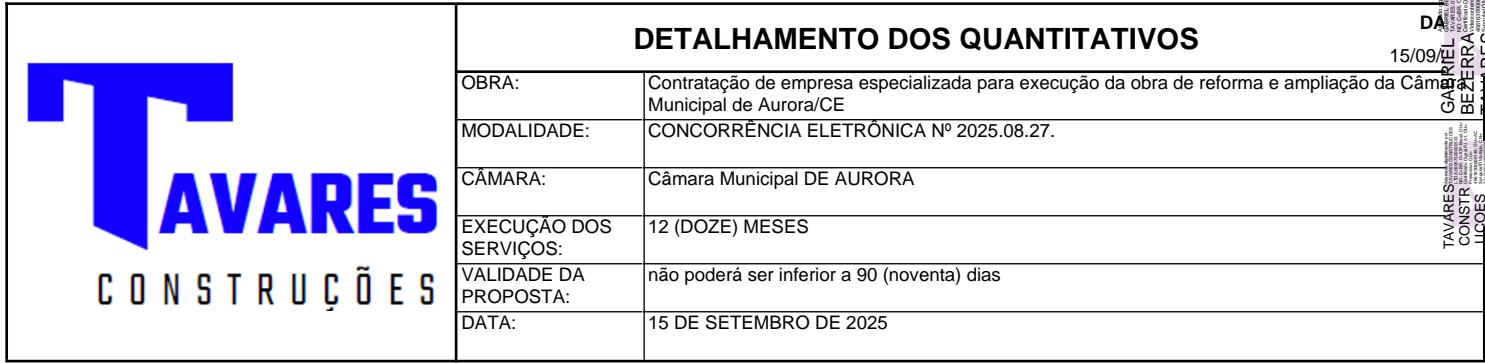 TAVARES
CONSTRUÇÕES
DETALHAMENTO DOS QUANTITATIVOS
DA
15/09/
OBRA:
Contratação de empresa especializada para execução da obra de reforma e ampliação da Câmara
Municipal de Aurora/CE
MODALIDADE:
CONCORRÊNCIA ELETRÔNICA Nº 2025.08.27.
CÂMARA:
Câmara Municipal DE AURORA
EXECUÇÃO DOS
SERVIÇOS:
12 (DOZE) MESES
VALIDADE DA
PROPOSTA:
não poderá ser inferior a 90 (noventa) dias
DATA:
15 DE SETEMBRO DE 2025
GABRIEL
BEZERRA
TAVARES
TAVARES
CONSTR
UCOES